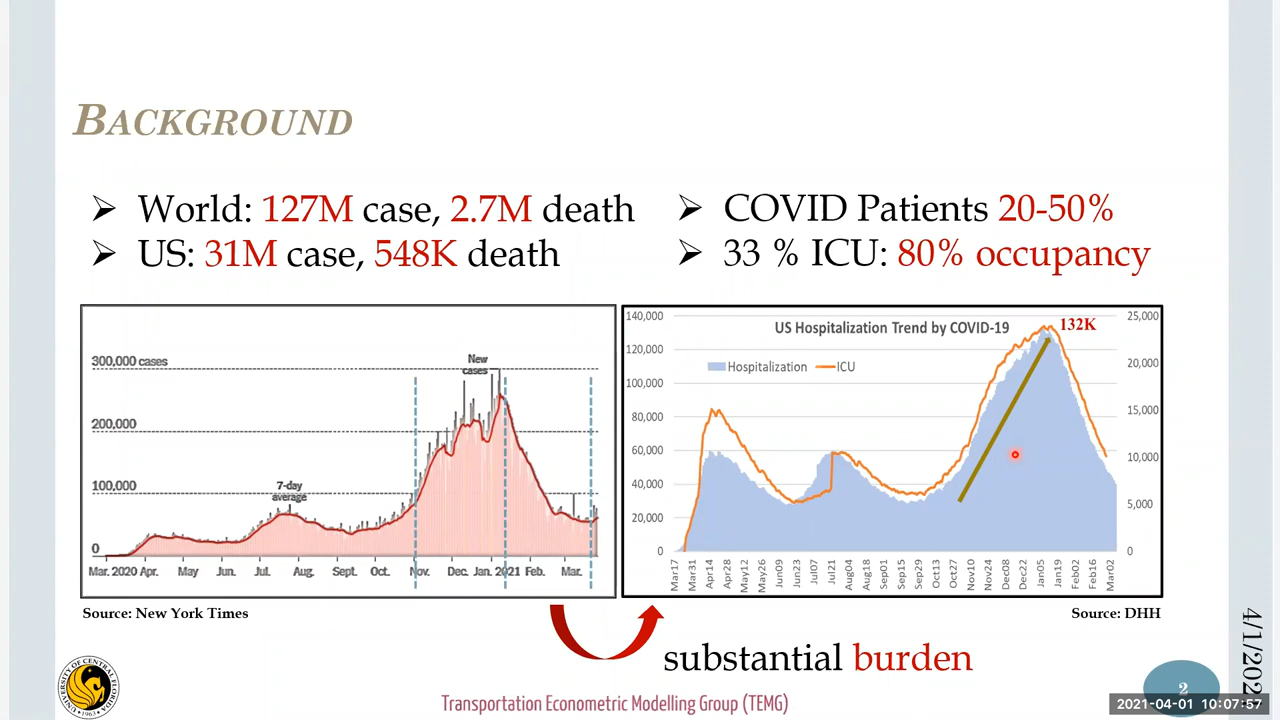 BACKGROUND
World: 127M case, 2.7M death
US: 31M case, 548K death
COVID Patients 20-50%
33 % ICU: 80% occupancy
300,000 cases
200,000
100,000
0
New
cases
7-day
average
Mar. 2020 Apr. May Jun. Jul. Aug. Sept. Oct. Nov. Dec. Jan. 2021 Feb. Mar.
Source: New York Times
US Hospitalization Trend by COVID-19
132K
Hospitalization ICU
140,000
120,000
100,000
80,000
60,000
40,000
20,000
0
25,000
20,000
15,000
10,000
5,000
0
Mar17 Mar31 Apr14 Apr28 May12 May26 Jun09 Jun23 Jul07 Jul21 Aug04 Aug18 Sep01 Sep15 Sep29 Oct13 Oct27 Nov10 Nov24 Dec08 Dec22 Jan05 Jan19 Feb02 Feb16 Mar02
Source: DHH
substantial burden
UNIVERSITY OF CENTRAL FLORIDA
1963
Transportation Econometric Modelling Group (TEMG)
2
4/1/202
2021-04-01 10:07:57